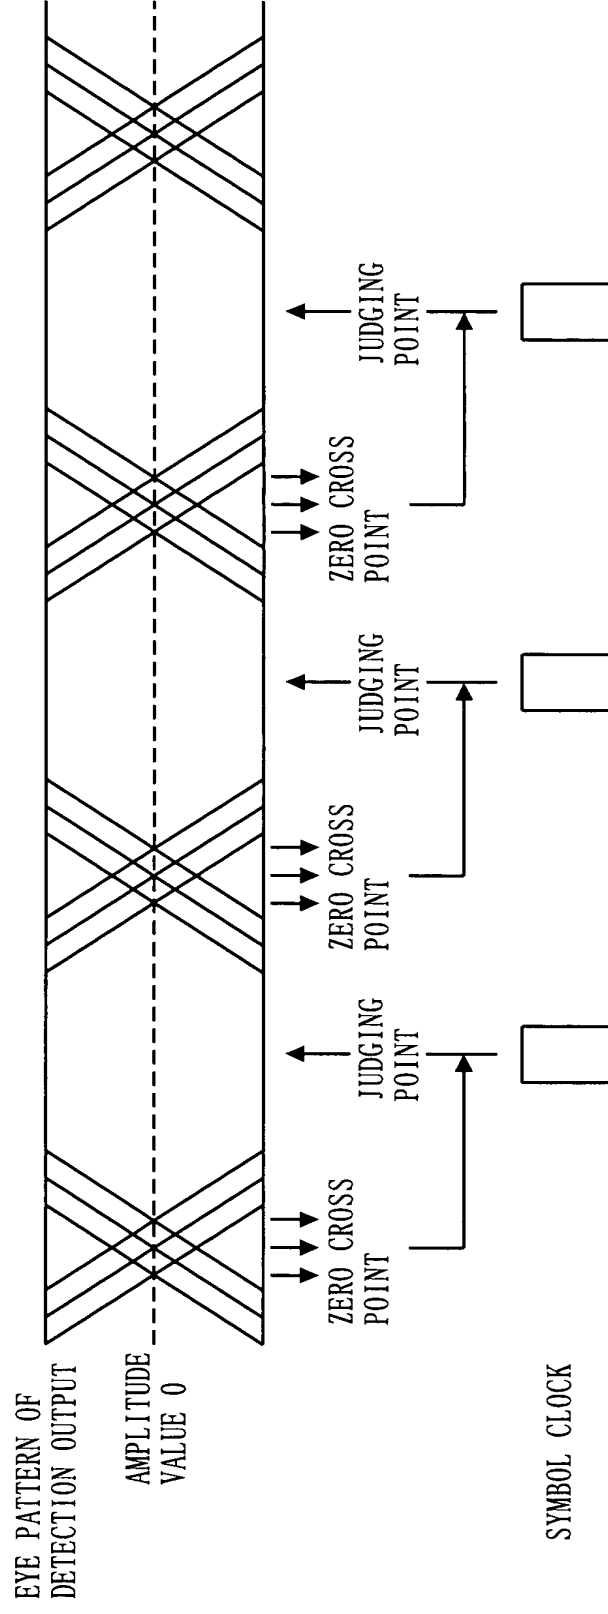 EYE PATTERN OF
DETECTION OUTPUT
AMPLITUDE
VALUE 0
ZERO CROSS
POINT
JUDGING
POINT
ZERO CROSS
POINT
JUDGING
POINT
ZERO CROSS
POINT
JUDGING
POINT
SYMBOL CLOCK